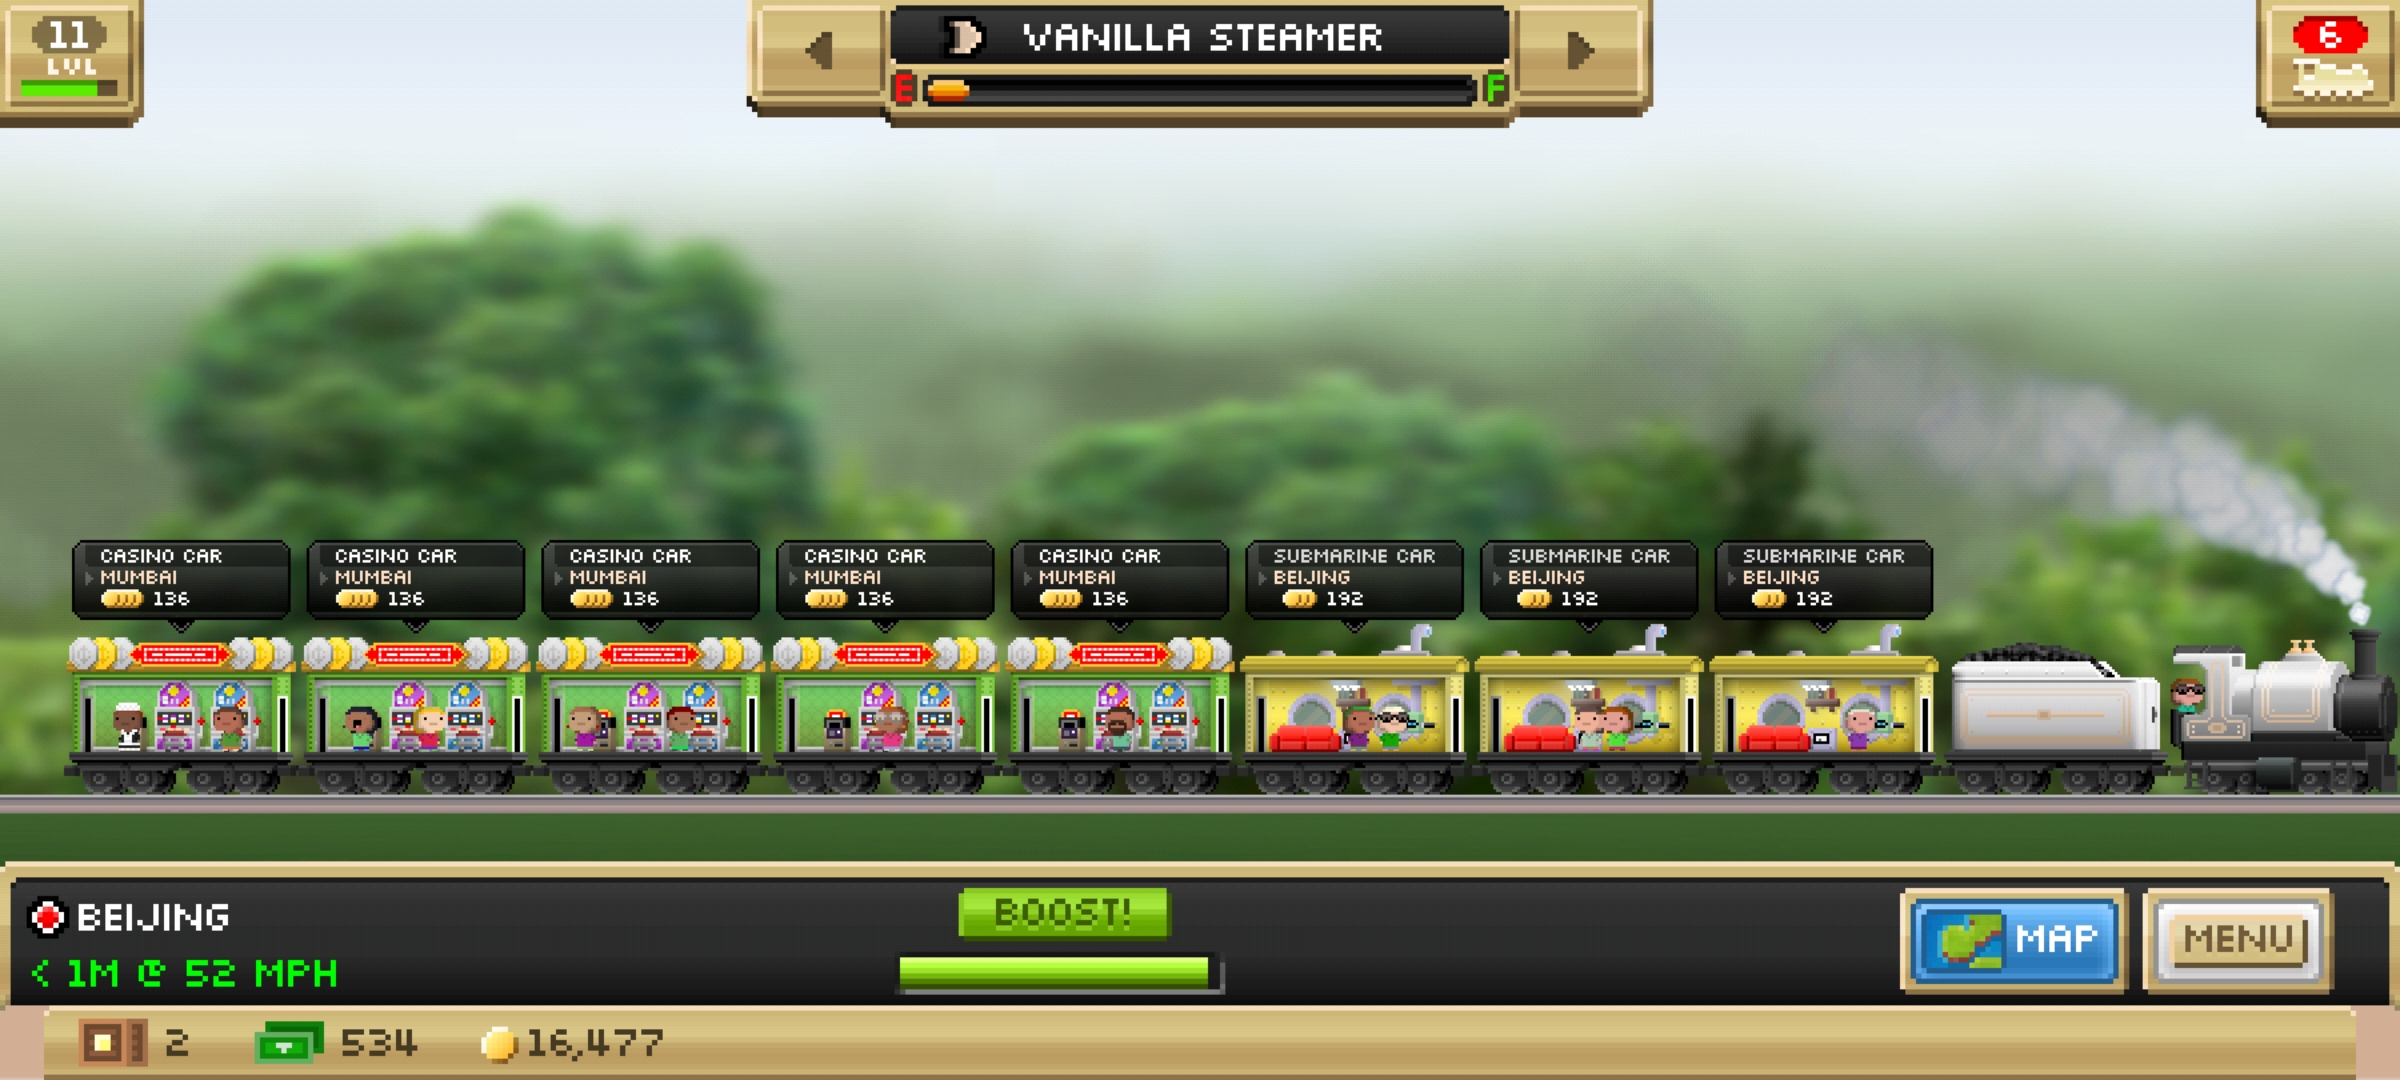 11
LVL
VANILLA STEAMER
E
F
6
CASINO CAR
MUMBAI
136
CASINO CAR
MUMBAI
136
CASINO CAR
MUMBAI
136
CASINO CAR
MUMBAI
136
CASINO CAR
MUMBAI
136
SUBMARINE CAR
BEIJING
192
SUBMARINE CAR
BEIJING
192
SUBMARINE CAR
BEIJING
192
BEIJING
< 1M @ 52 MPH
BOOST!
MAP
MENU
2
534
16,477